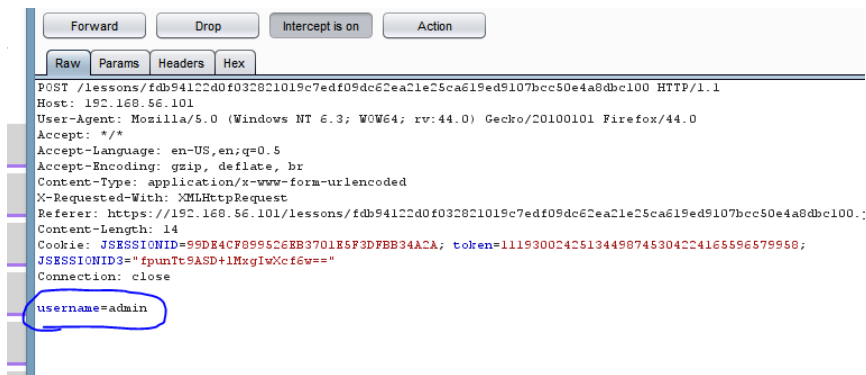 Forward Drop Intercept is on Action
Raw Params Headers Hex
POST /lessons/fdb94122d0f032821019c7edf09dc62ea21e25ca619ed9107bcc50e4a8dbc100 HTTP/1.1
Host: 192.168.56.101
User-Agent: Mozilla/5.0 (Windows NT 6.3; WOW64; rv:44.0) Gecko/20100101 Firefox/44.0
Accept: */*
Accept-Language: en-US,en;q=0.5
Accept-Encoding: gzip, deflate, br
Content-Type: application/x-www-form-urlencoded
X-Requested-With: XMLHttpRequest
Referer: https://192.168.56.101/lessons/fdb94122d0f032821019c7edf09dc62ea21e25ca619ed9107bcc50e4a8dbc100.j
Content-Length: 14
Cookie: JSESSIONID=99DE4CF899526EB3701E5F3DFBB34A2A; token=111930024251344987453042241655965799​58;
JSESSIONID3="fpunTt9ASD+1MxgIwXcf6w=="
Connection: close
username=admin